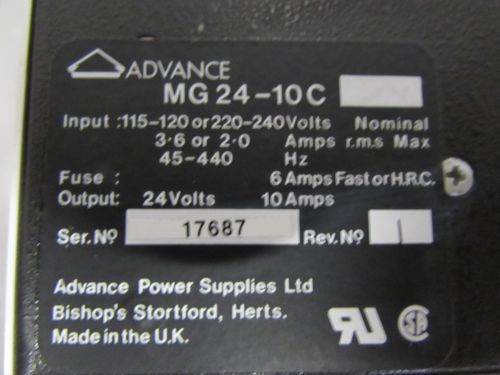 ADVANCE
MG 24-10C
Input :115-120 or 220-240 Volts Nominal
3·6 or 2·0 Amps r.m.s Max
45-440 Hz
Fuse : 6 Amps Fast or H.R.C.
Output: 24 Volts 10 Amps
Ser. Nº 17687 Rev. Nº 1
Advance Power Supplies Ltd
Bishop's Stortford, Herts.
Made in the U.K.